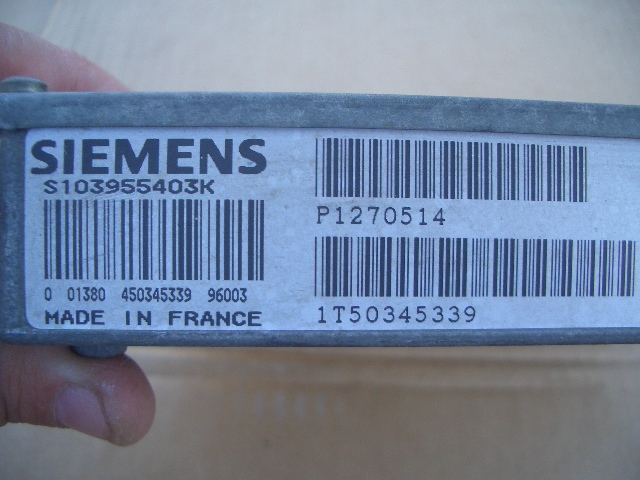 SIEMENS
S103955403K
0 01380 450345339 96003
MADE IN FRANCE
P1270514
1T50345339